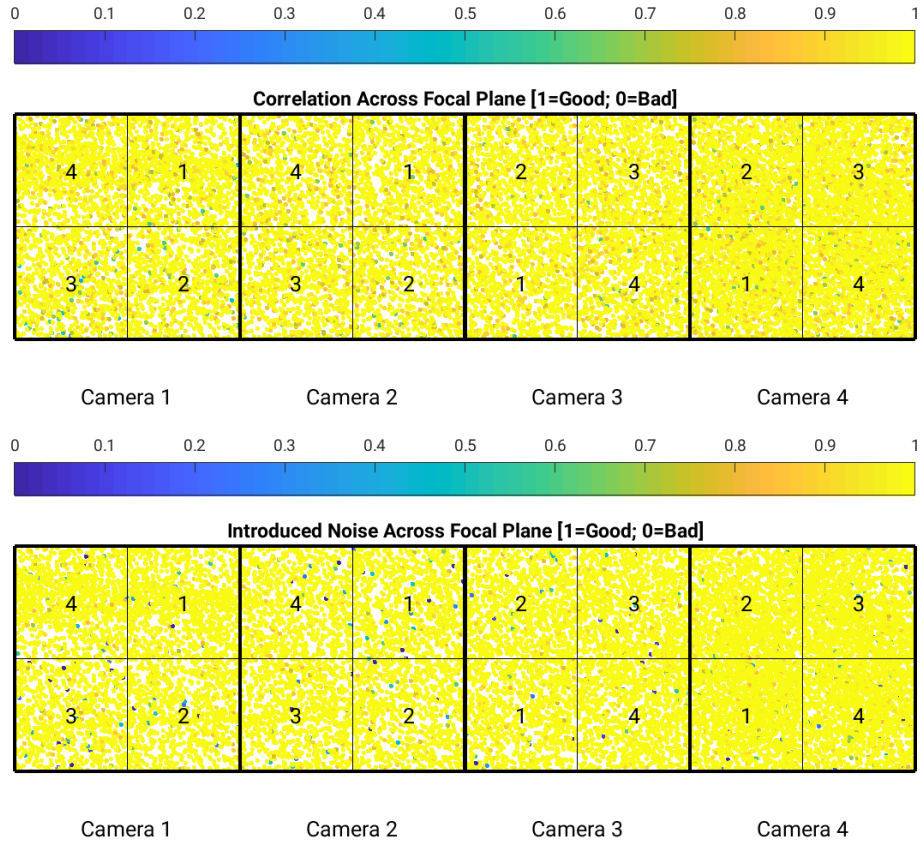 0 0.1 0.2 0.3 0.4 0.5 0.6 0.7 0.8 0.9 1
Correlation Across Focal Plane [1=Good; 0=Bad]
4 1 4 1 2 3 2 3
3 2 3 2 1 4 1 4
Camera 1 Camera 2 Camera 3 Camera 4
0 0.1 0.2 0.3 0.4 0.5 0.6 0.7 0.8 0.9 1
Introduced Noise Across Focal Plane [1=Good; 0=Bad]
4 1 4 1 2 3 2 3
3 2 3 2 1 4 1 4
Camera 1 Camera 2 Camera 3 Camera 4